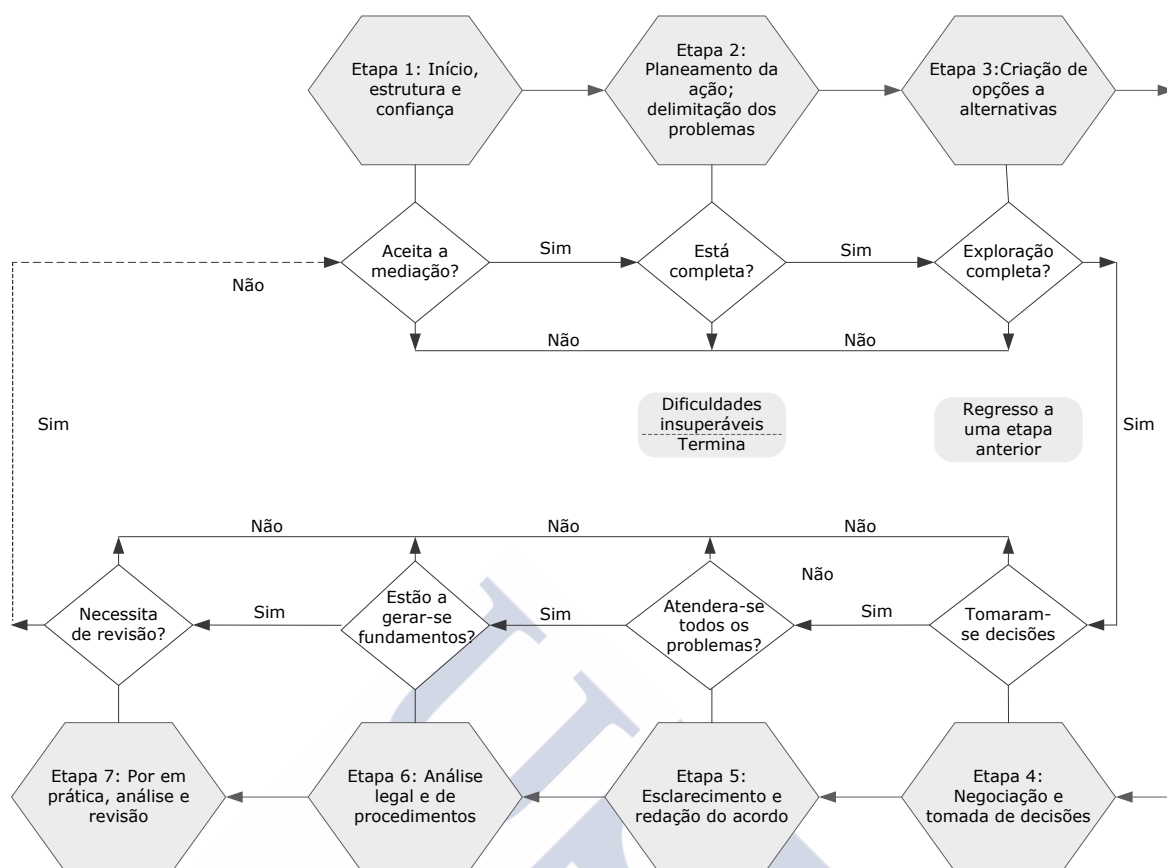 Etapa 1: Início,
estrutura e
confiança
Etapa 2:
Planeamento da
ação;
delimitação dos
problemas
Etapa 3:Criação de
opções a
alternativas
Aceita a
mediação?
Sim
Está
completa?
Sim
Exploração
completa?
Não
Não
Não
Sim
Dificuldades
insuperáveis
Termina
Regresso a
uma etapa
anterior
Sim
Não
Não
Não
Não
Necessita
de revisão?
Sim
Estão a
gerar-se
fundamentos?
Sim
Atendera-se
todos os
problemas?
Sim
Tomaram-
se decisões
Etapa 7: Por em
prática, análise e
revisão
Etapa 6: Análise
legal e de
procedimentos
Etapa 5:
Esclarecimento e
redação do acordo
Etapa 4:
Negociação e
tomada de decisões